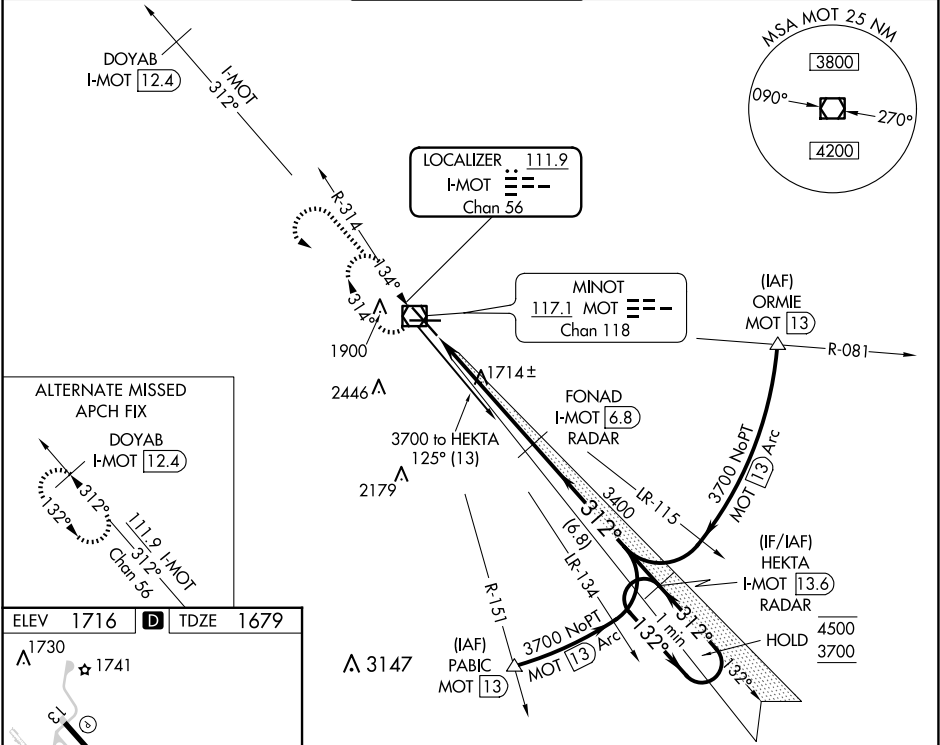 DOYAB
I-MOT 12.4
I-MOT
312°
MSA MOT 25 NM
3800
090°
270°
4200
LOCALIZER 111.9
I-MOT
Chan 56
R-314
134°
314°
MINOT
117.1 MOT
Chan 118
(IAF)
ORMIE
MOT 13
R-081
1900
1714±
2446
FONAD
I-MOT 6.8
RADAR
3700 to HEKTA
125° (13)
2179
3700 NoPT
MOT 13 Arc
LR-115
3400
312°
(6.8)
LR-134
R-151
(IF/IAF)
HEKTA
I-MOT 13.6
RADAR
1 min
312°
132°
132°
HOLD
4500
3700
3700 NoPT
MOT 13 Arc
(IAF)
PABIC
MOT 13
3147
ALTERNATE MISSED
APCH FIX
DOYAB
I-MOT 12.4
312°
132°
111.9 I-MOT
312°
Chan 56
ELEV 1716 D TDZE 1679
1730
1741
13
P